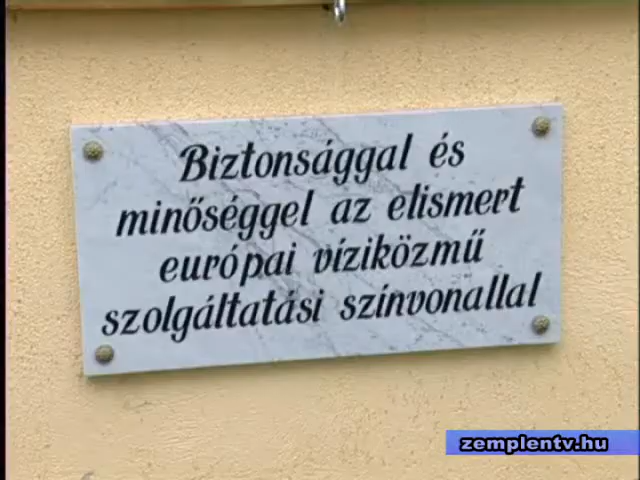 Biztonsággal és
minőséggel az elismert
európai víziközmű
szolgáltatási színvonallal
zemplentv.hu